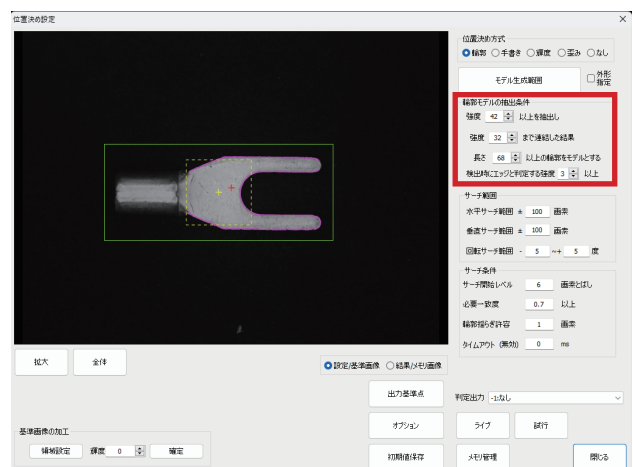 位置決め設定
位置決め方式
輪郭 手書き 輝度 歪み なし
モデル生成範囲
外形
指定
輪郭モデルの抽出条件
強度 42 以上を抽出し
強度 32 まで連結した結果
長さ 68 以上の輪郭をモデルとする
検出時にエッジと判定する強度 3 以上
サーチ範囲
水平サーチ範囲 ± 100 画素
垂直サーチ範囲 ± 100 画素
回転サーチ範囲 - 5 ~+ 5 度
サーチ条件
サーチ開始レベル 6 画素とばし
必要一致度 0.7 以上
輪郭揺らぎ許容 1 画素
タイムアウト (無効) 0 ms
拡大
全体
設定/基準画像 結果/メモリ画像
出力基準点
判定出力 -1:なし
オプション
ライブ
試行
基準画像の加工
領域設定 輝度 0 確定
初期値保存
メモリ管理
閉じる